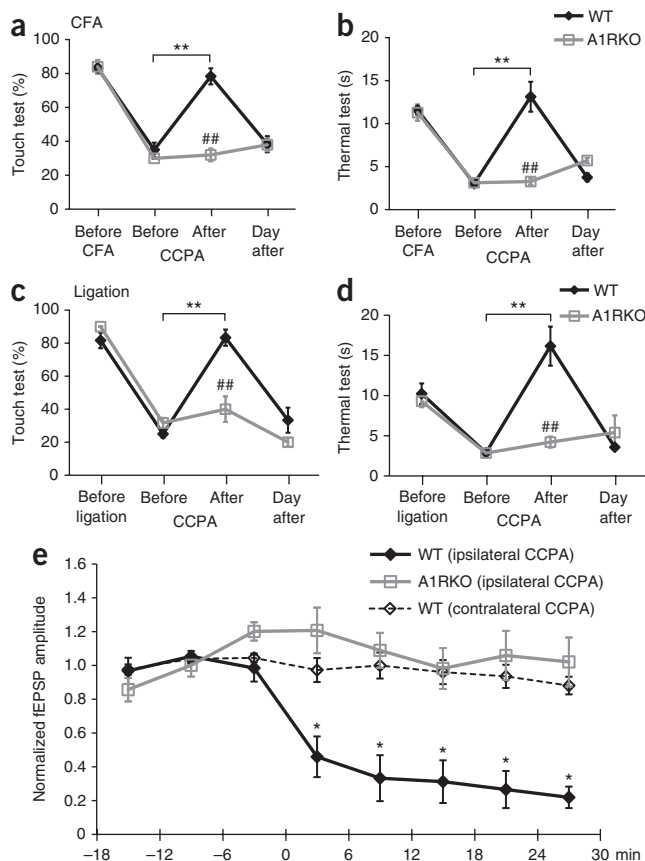 a
CFA
100
80
60
40
20
0
Touch test (%)
**
##
Before CFA
Before
After
Day after
CCPA
b
WT
A1RKO
20
15
10
5
0
Thermal test (s)
**
##
Before CFA
Before
After
Day after
CCPA
c
Ligation
100
80
60
40
20
0
Touch test (%)
**
##
Before ligation
Before
After
Day after
CCPA
d
WT
A1RKO
20
15
10
5
0
Thermal test (s)
**
##
Before ligation
Before
After
Day after
CCPA
e
WT (ipsilateral CCPA)
A1RKO (ipsilateral CCPA)
WT (contralateral CCPA)
1.6
1.4
1.2
1.0
0.8
0.6
0.4
0.2
0
Normalized fEPSP amplitude
* * * * *
–18 –12 –6 0 6 12 18 24 30 min